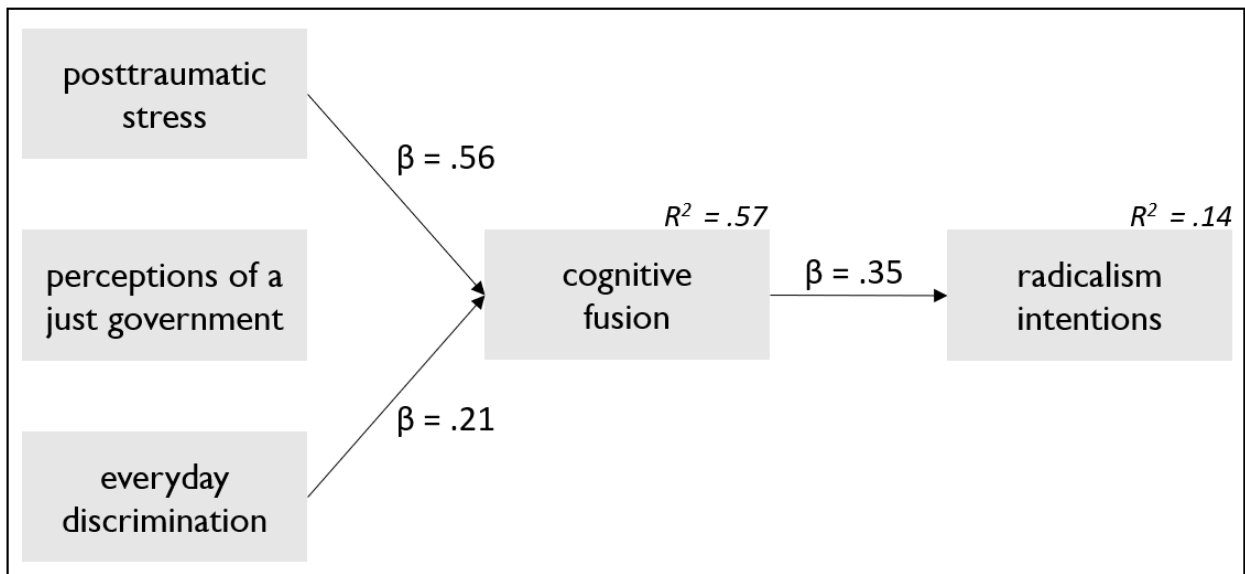 posttraumatic
stress
β = .56
R² = .57
R² = .14
perceptions of a
just government
cognitive
fusion
β = .35
radicalism
intentions
β = .21
everyday
discrimination